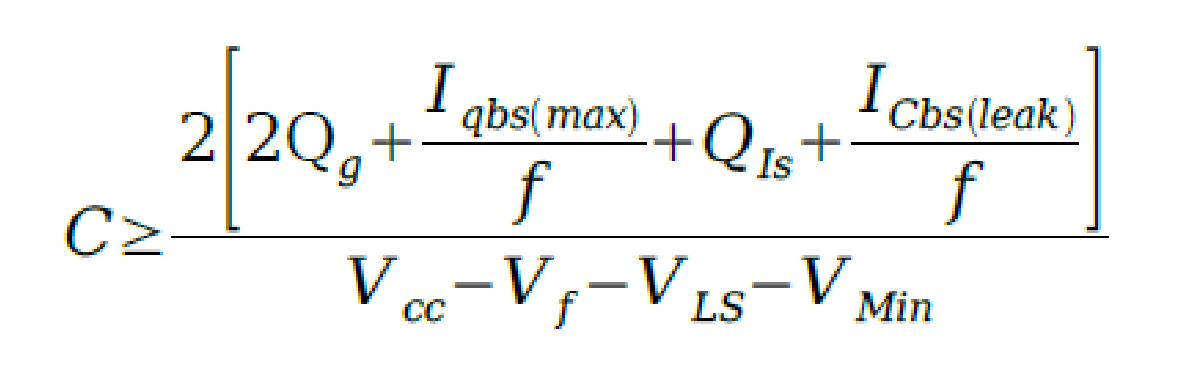 C ≥ 2[2Q_g + I_qbs(max)/f + Q_Is + I_Cbs(leak)/f] / (V_cc − V_f − V_LS − V_Min)